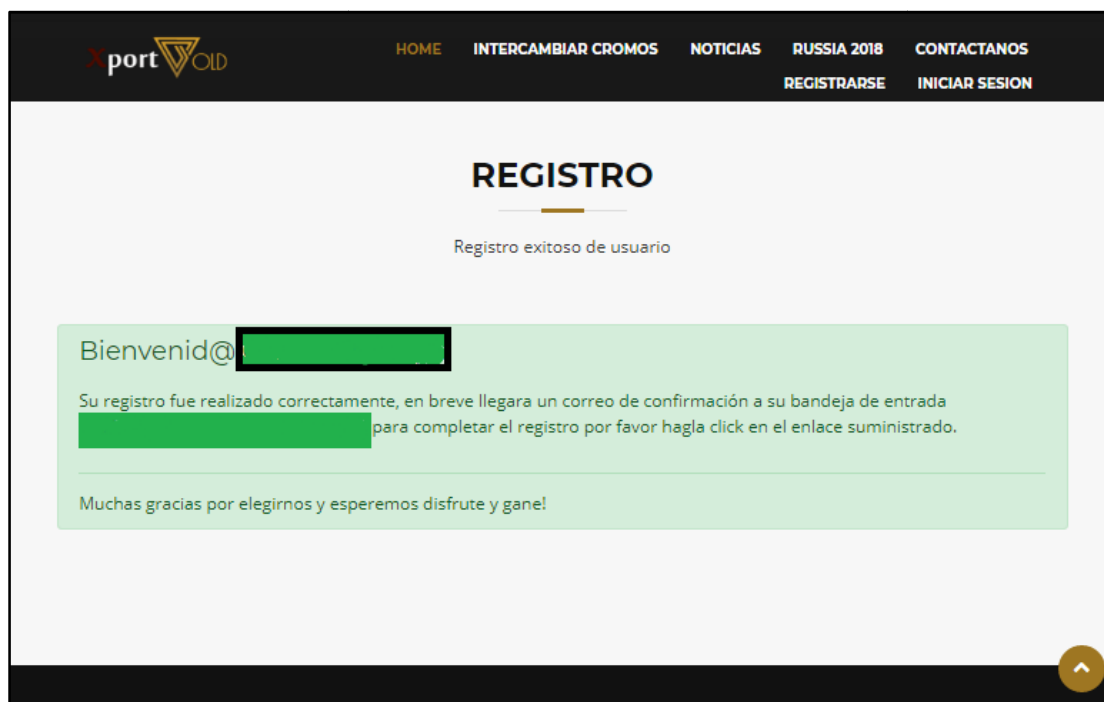 Xport VOLD
HOME INTERCAMBIAR CROMOS NOTICIAS RUSSIA 2018 CONTACTANOS
REGISTRARSE INICIAR SESION
REGISTRO
Registro exitoso de usuario
Bienvenid@
Su registro fue realizado correctamente, en breve llegara un correo de confirmación a su bandeja de entrada
para completar el registro por favor hagla click en el enlace suministrado.
Muchas gracias por elegirnos y esperemos disfrute y gane!